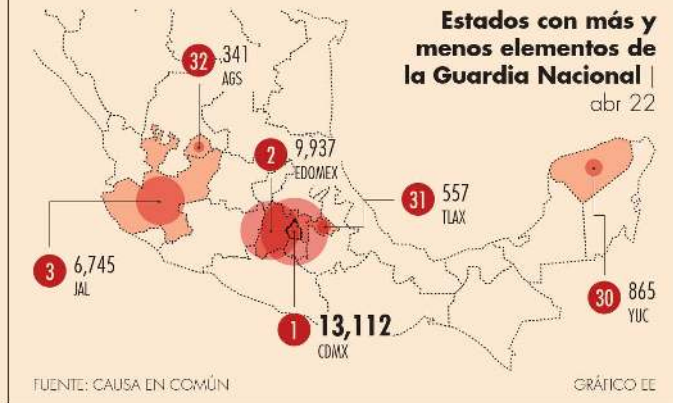 Estados con más y
menos elementos de
la Guardia Nacional |
abr 22
32 341
AGS
2 9,937
EDOMEX
31 557
TLAX
3 6,745
JAL
30 865
YUC
1 13,112
CDMX
FUENTE: CAUSA EN COMÚN
GRÁFICO EE